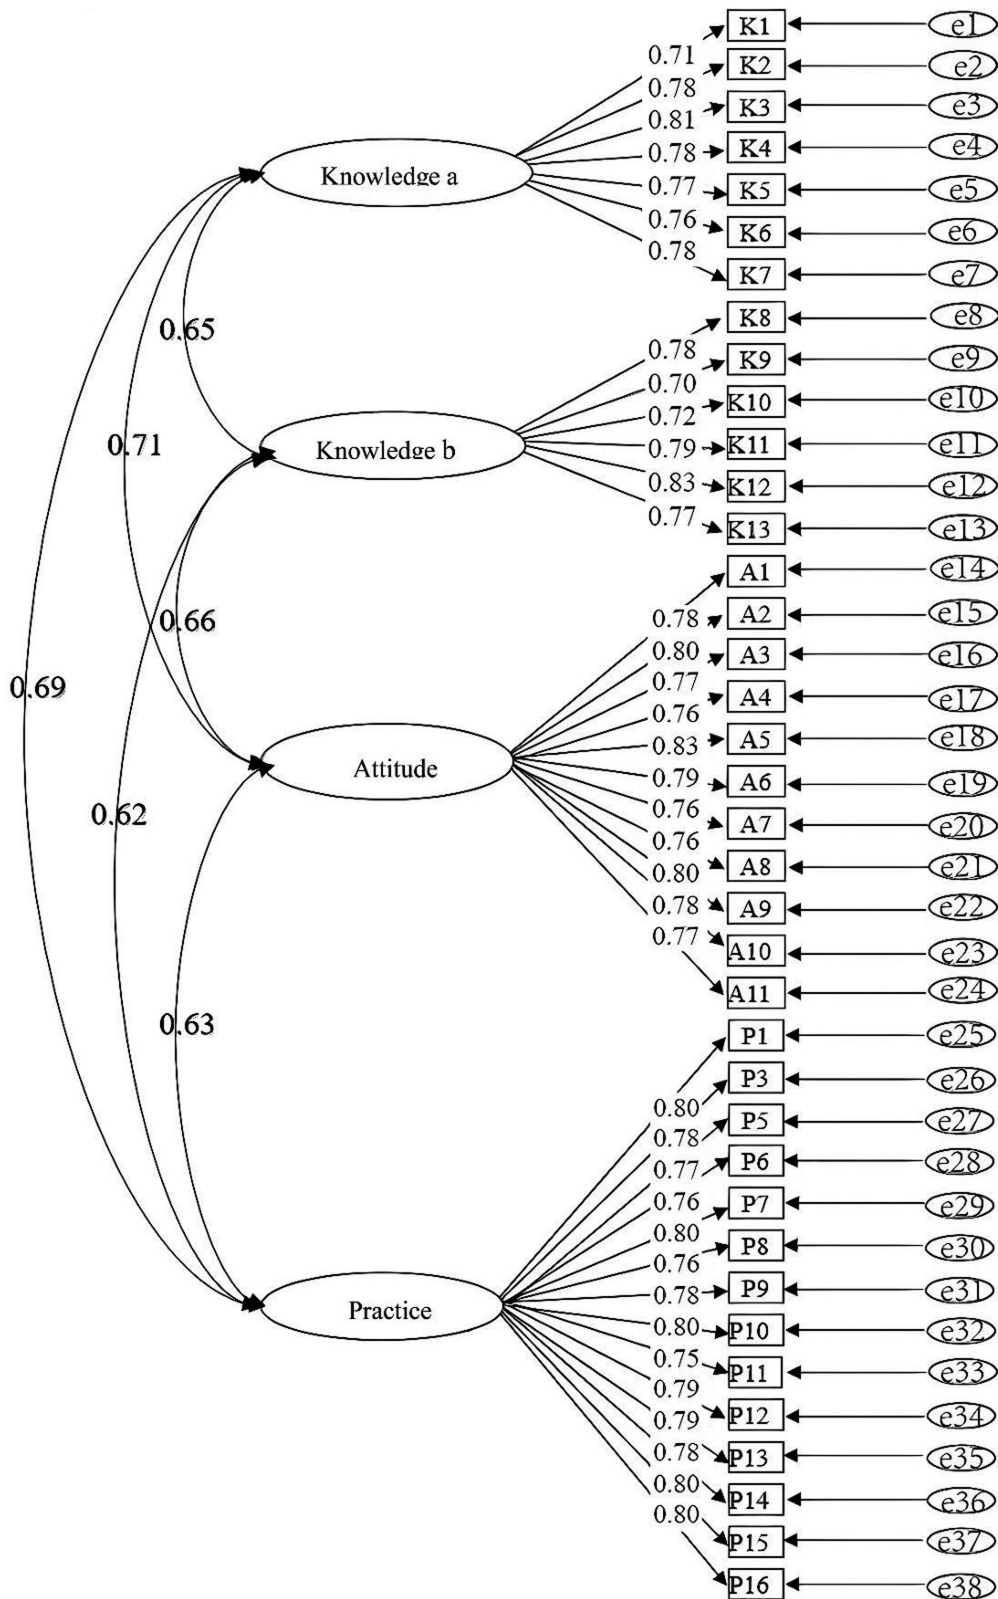 K1 e1
0.71
K2 e2
0.78
K3 e3
0.81
K4 e4
0.78
Knowledge a
K5 e5
0.77
K6 e6
0.76
0.78
K7 e7
K8 e8
0.65
0.78
K9 e9
0.70
K10 e10
0.72
0.71
K11 e11
Knowledge b
0.79
K12 e12
0.83
0.77
K13 e13
A1 e14
A2 e15
0.66
0.78
0.80
A3 e16
0.77
0.69
A4 e17
0.76
A5 e18
0.83
Attitude
0.79
A6 e19
0.76
0.62
A7 e20
0.76
A8 e21
0.80
0.78
A9 e22
0.77
A10 e23
A11 e24
0.63
P1 e25
P3 e26
0.80
P5 e27
0.78
P6 e28
0.77
0.76
P7 e29
0.80
P8 e30
0.76
P9 e31
0.78
Practice
0.80
P10 e32
0.75
P11 e33
0.79
P12 e34
0.79
0.78
P13 e35
0.80
P14 e36
0.80
P15 e37
P16 e38